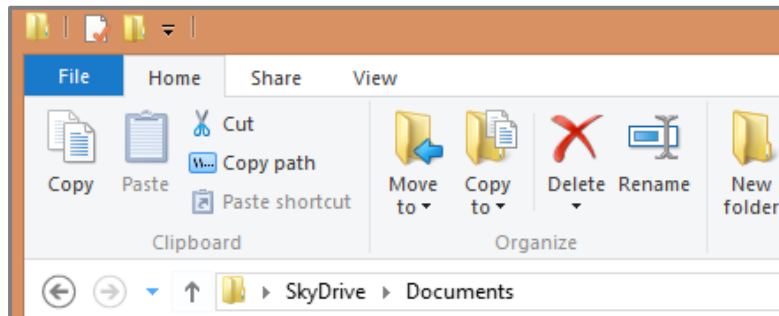 File Home Share View
Cut
Copy path
Paste shortcut
Copy Paste Move to Copy to Delete Rename New folder
Clipboard Organize
SkyDrive Documents